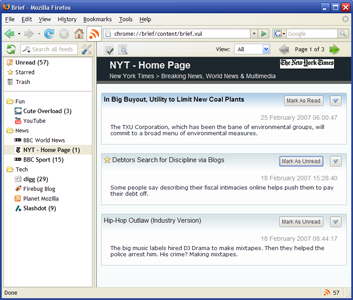 Brief - Mozilla Firefox
File Edit View History Bookmarks Tools Help
chrome://brief/content/brief.xul
Google
Search all feeds
View: All
Page 1 of 3
Unread (57)
Starred
Trash
Fun
Cute Overload (3)
YouTube
News
BBC World News
NYT - Home Page (1)
BBC Sport (15)
Tech
digg (29)
Firebug Blog
Planet Mozilla
Slashdot (9)
NYT - Home Page
New York Times > Breaking News, World News & Multimedia
The New York Times
In Big Buyout, Utility to Limit New Coal Plants
Mark As Read
25 February 2007 06:00:47
The TXU Corporation, which has been the bane of environmental groups, will
commit to a broad menu of environmental measures.
Debtors Search for Discipline via Blogs
Mark As Unread
18 February 2007 15:28:40
Some people say describing their fiscal intimacies online helps push them to pay
their debt off.
Hip-Hop Outlaw (Industry Version)
Mark As Unread
18 February 2007 08:44:17
The big music labels hired DJ Drama to make mixtapes. Then they helped the
police arrest him. His crime? Making mixtapes.
Done
57